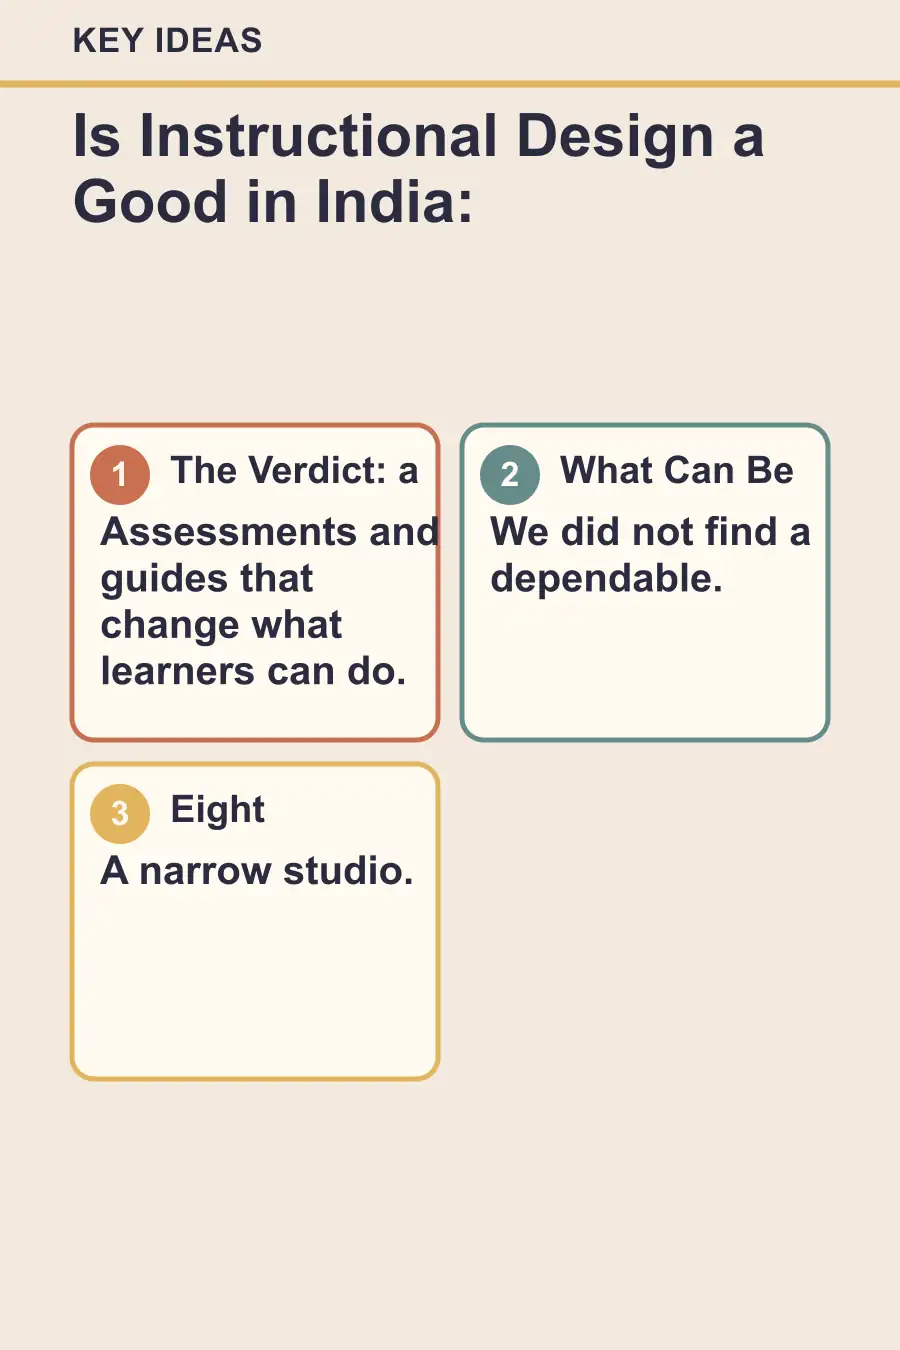 KEY IDEAS
Is Instructional Design a
Good in India:
1 The Verdict: a
Assessments and
guides that
change what
learners can do.
2 What Can Be
We did not find a
dependable.
3 Eight
A narrow studio.